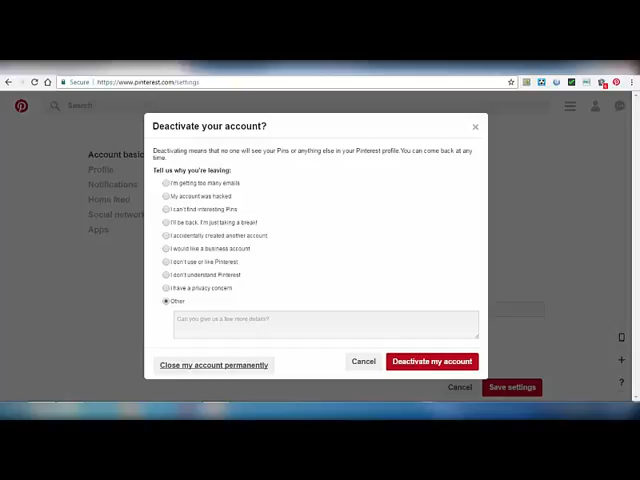 Secure https://www.pinterest.com/settings
Search
Deactivate your account?
Deactivating means that no one will see your Pins or anything else in your Pinterest profile.You can come back at any
time.
Tell us why you're leaving:
I'm getting too many emails
My account was hacked
I can't find interesting Pins
I'll be back, I'm just taking a break!
I accidentally created another account
I would like a business account
I don't use or like Pinterest
I don't understand Pinterest
I have a privacy concern
Other
Can you give us a few more details?
Close my account permanently
Cancel
Deactivate my account
Account basic
Profile
Notifications
Home feed
Social network
Apps
Cancel
Save settings
?